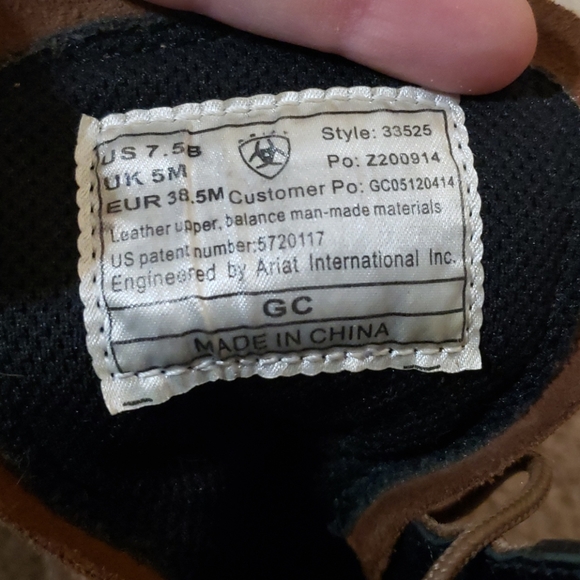 US 7.5B
UK 5M
EUR 38.5M
ARIAT
Style: 33525
Po: Z200914
Customer Po: GC05120414
Leather upper, balance man-made materials
US patent number:5720117
Engineered by Ariat International Inc.
GC
MADE IN CHINA